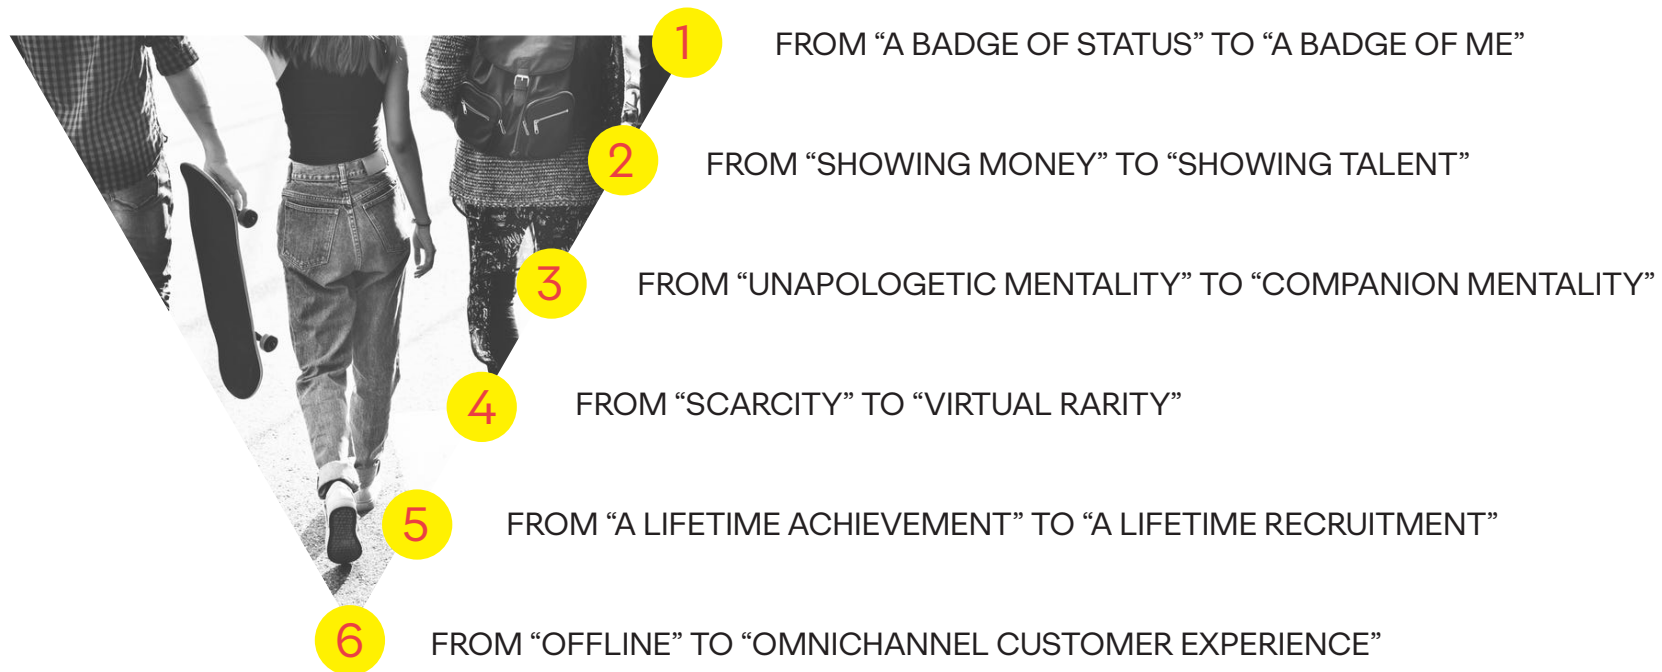 1
FROM “A BADGE OF STATUS” TO “A BADGE OF ME”
2
FROM “SHOWING MONEY” TO “SHOWING TALENT”
3
FROM “UNAPOLOGETIC MENTALITY” TO “COMPANION MENTALITY”
4
FROM “SCARCITY” TO “VIRTUAL RARITY”
5
FROM “A LIFETIME ACHIEVEMENT” TO “A LIFETIME RECRUITMENT”
6
FROM “OFFLINE” TO “OMNICHANNEL CUSTOMER EXPERIENCE”